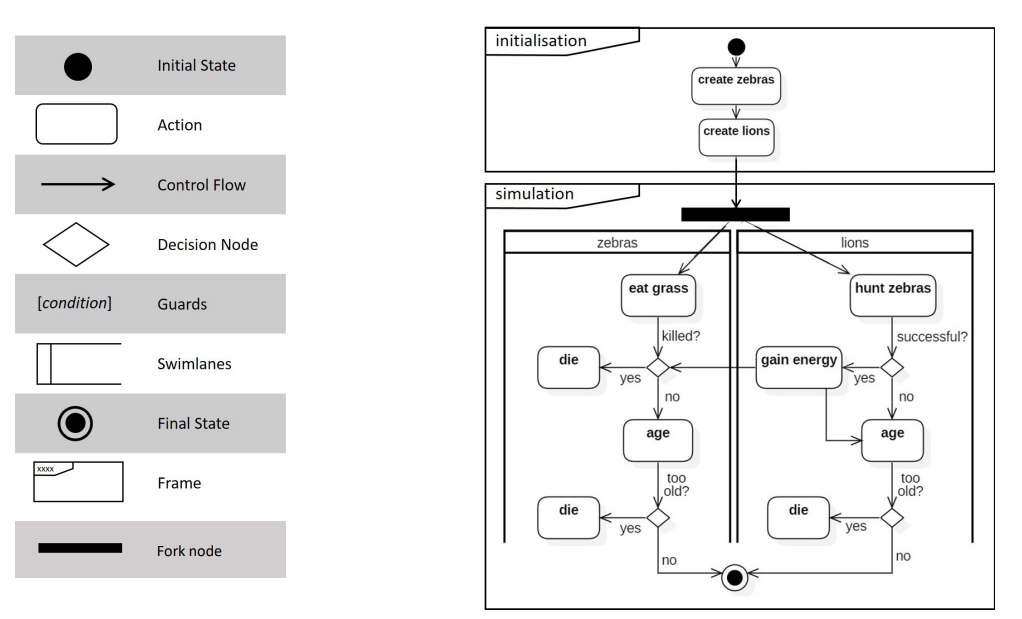 Initial State
Action
Control Flow
Decision Node
[condition] Guards
Swimlanes
Final State
xxxx
Frame
Fork node
initialisation
create zebras
create lions
simulation
zebras
lions
eat grass
hunt zebras
killed?
successful?
die
gain energy
yes
yes
no
no
age
age
too
old?
too
old?
die
die
yes
yes
no
no